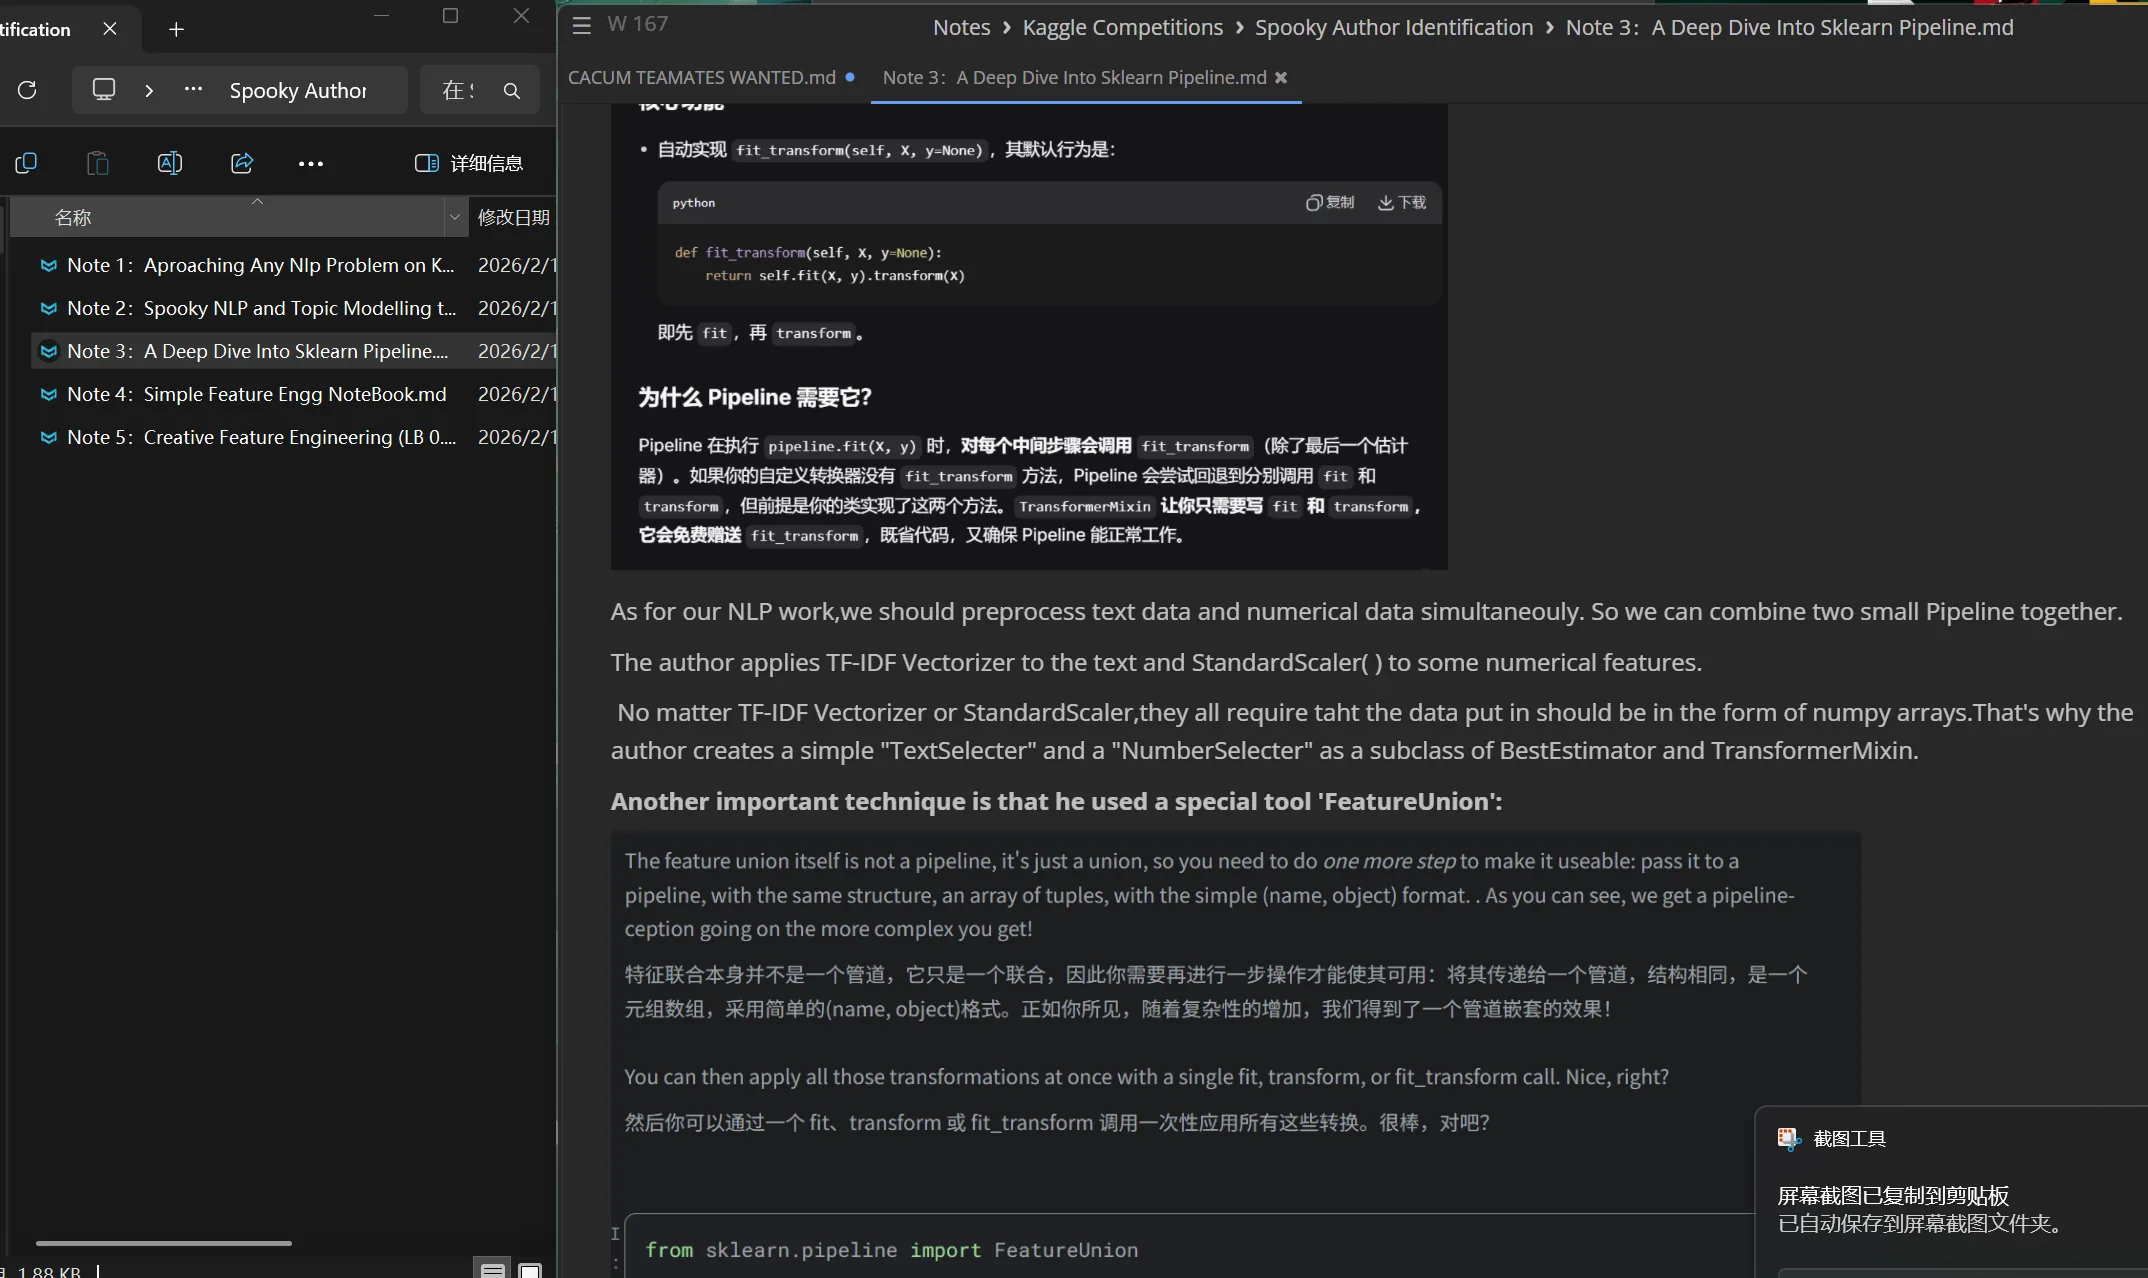 tification
在
Spooky Author
详细信息
名称
修改日期
Note 1：Aproaching Any Nlp Problem on K...
2026/2/1
Note 2：Spooky NLP and Topic Modelling t...
2026/2/1
Note 3：A Deep Dive Into Sklearn Pipeline....
2026/2/1
Note 4：Simple Feature Engg NoteBook.md
2026/2/1
Note 5：Creative Feature Engineering (LB 0....
2026/2/1
1.88 KB
W 167
Notes › Kaggle Competitions › Spooky Author Identification › Note 3：A Deep Dive Into Sklearn Pipeline.md
CACUM TEAMATES WANTED.md
Note 3：A Deep Dive Into Sklearn Pipeline.md
核心功能
• 自动实现 fit_transform(self, X, y=None)，其默认行为是：
python
复制
下载
def fit_transform(self, X, y=None):
return self.fit(X, y).transform(X)
即先 fit，再 transform。
为什么 Pipeline 需要它？
Pipeline 在执行 pipeline.fit(X, y) 时，对每个中间步骤会调用 fit_transform（除了最后一个估计
器）。如果你的自定义转换器没有 fit_transform 方法，Pipeline 会尝试回退到分别调用 fit 和
transform，但前提是你的类实现了这两个方法。TransformerMixin 让你只需要写 fit 和 transform，
它会免费赠送 fit_transform，既省代码，又确保 Pipeline 能正常工作。
As for our NLP work,we should preprocess text data and numerical data simultaneouly. So we can combine two small Pipeline together.
The author applies TF-IDF Vectorizer to the text and StandardScaler( ) to some numerical features.
No matter TF-IDF Vectorizer or StandardScaler,they all require taht the data put in should be in the form of numpy arrays.That's why the
author creates a simple "TextSelecter" and a "NumberSelecter" as a subclass of BestEstimator and TransformerMixin.
Another important technique is that he used a special tool 'FeatureUnion':
The feature union itself is not a pipeline, it's just a union, so you need to do one more step to make it useable: pass it to a
pipeline, with the same structure, an array of tuples, with the simple (name, object) format. . As you can see, we get a pipeline-
ception going on the more complex you get!
特征联合本身并不是一个管道，它只是一个联合，因此你需要再进行一步操作才能使其可用：将其传递给一个管道，结构相同，是一个
元组数组，采用简单的(name, object)格式。正如你所见，随着复杂性的增加，我们得到了一个管道嵌套的效果！
You can then apply all those transformations at once with a single fit, transform, or fit_transform call. Nice, right?
然后你可以通过一个 fit、transform 或 fit_transform 调用一次性应用所有这些转换。很棒，对吧？
from sklearn.pipeline import FeatureUnion
截图工具
屏幕截图已复制到剪贴板
已自动保存到屏幕截图文件夹。